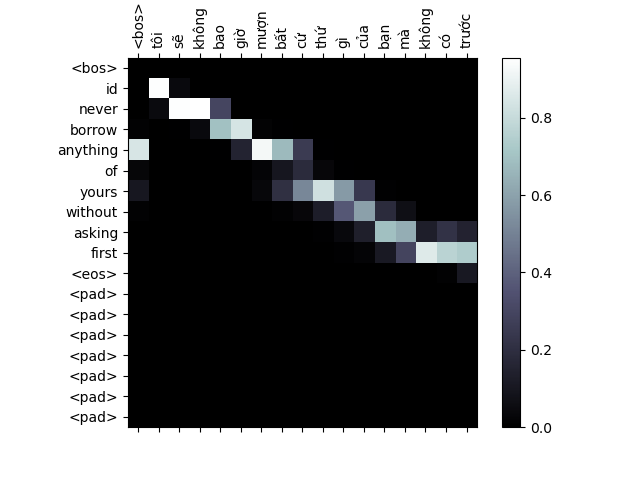 <bos> tôi sẽ không bao giờ mượn bất cứ thứ gì của bạn mà không có trước
<bos>
id
never
borrow
anything
of
yours
without
asking
first
<eos>
<pad>
<pad>
<pad>
<pad>
<pad>
<pad>
<pad>
0.8
0.6
0.4
0.2
0.0